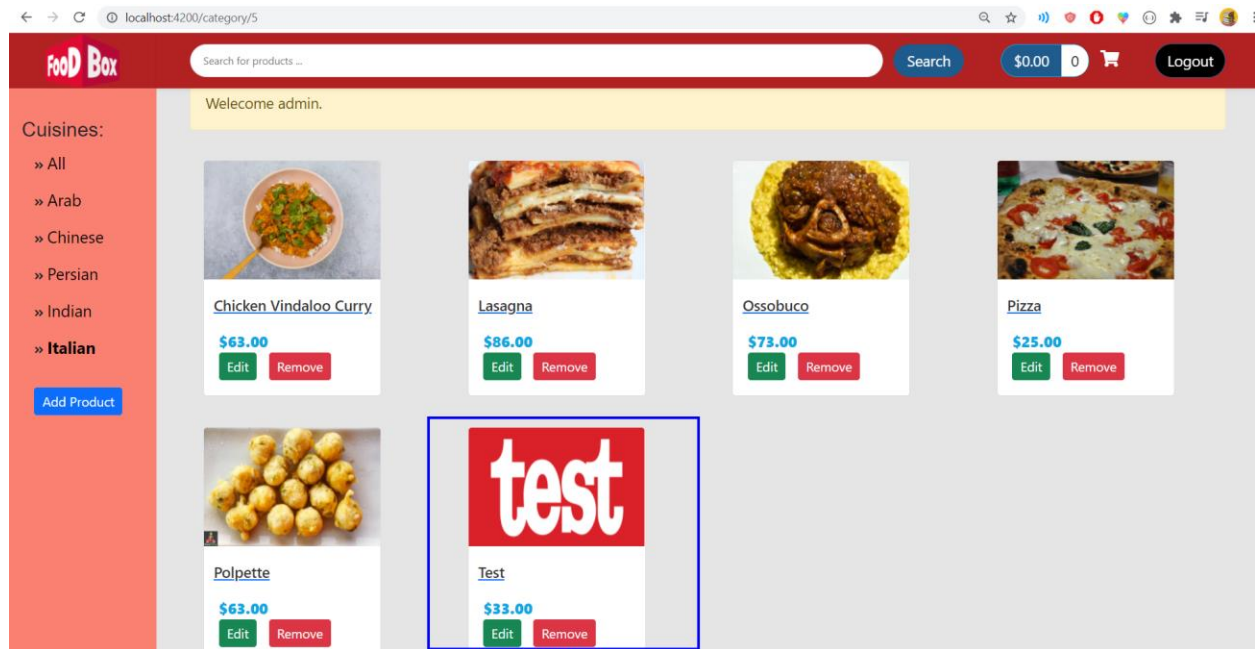 localhost:4200/category/5
FooD Box
Search for products ...
Search
$0.00 0
Logout
Welecome admin.
Cuisines:
» All
» Arab
» Chinese
» Persian
» Indian
» Italian
Add Product
Chicken Vindaloo Curry
$63.00
Edit Remove
Lasagna
$86.00
Edit Remove
Ossobuco
$73.00
Edit Remove
Pizza
$25.00
Edit Remove
Polpette
$63.00
Edit Remove
test
Test
$33.00
Edit Remove